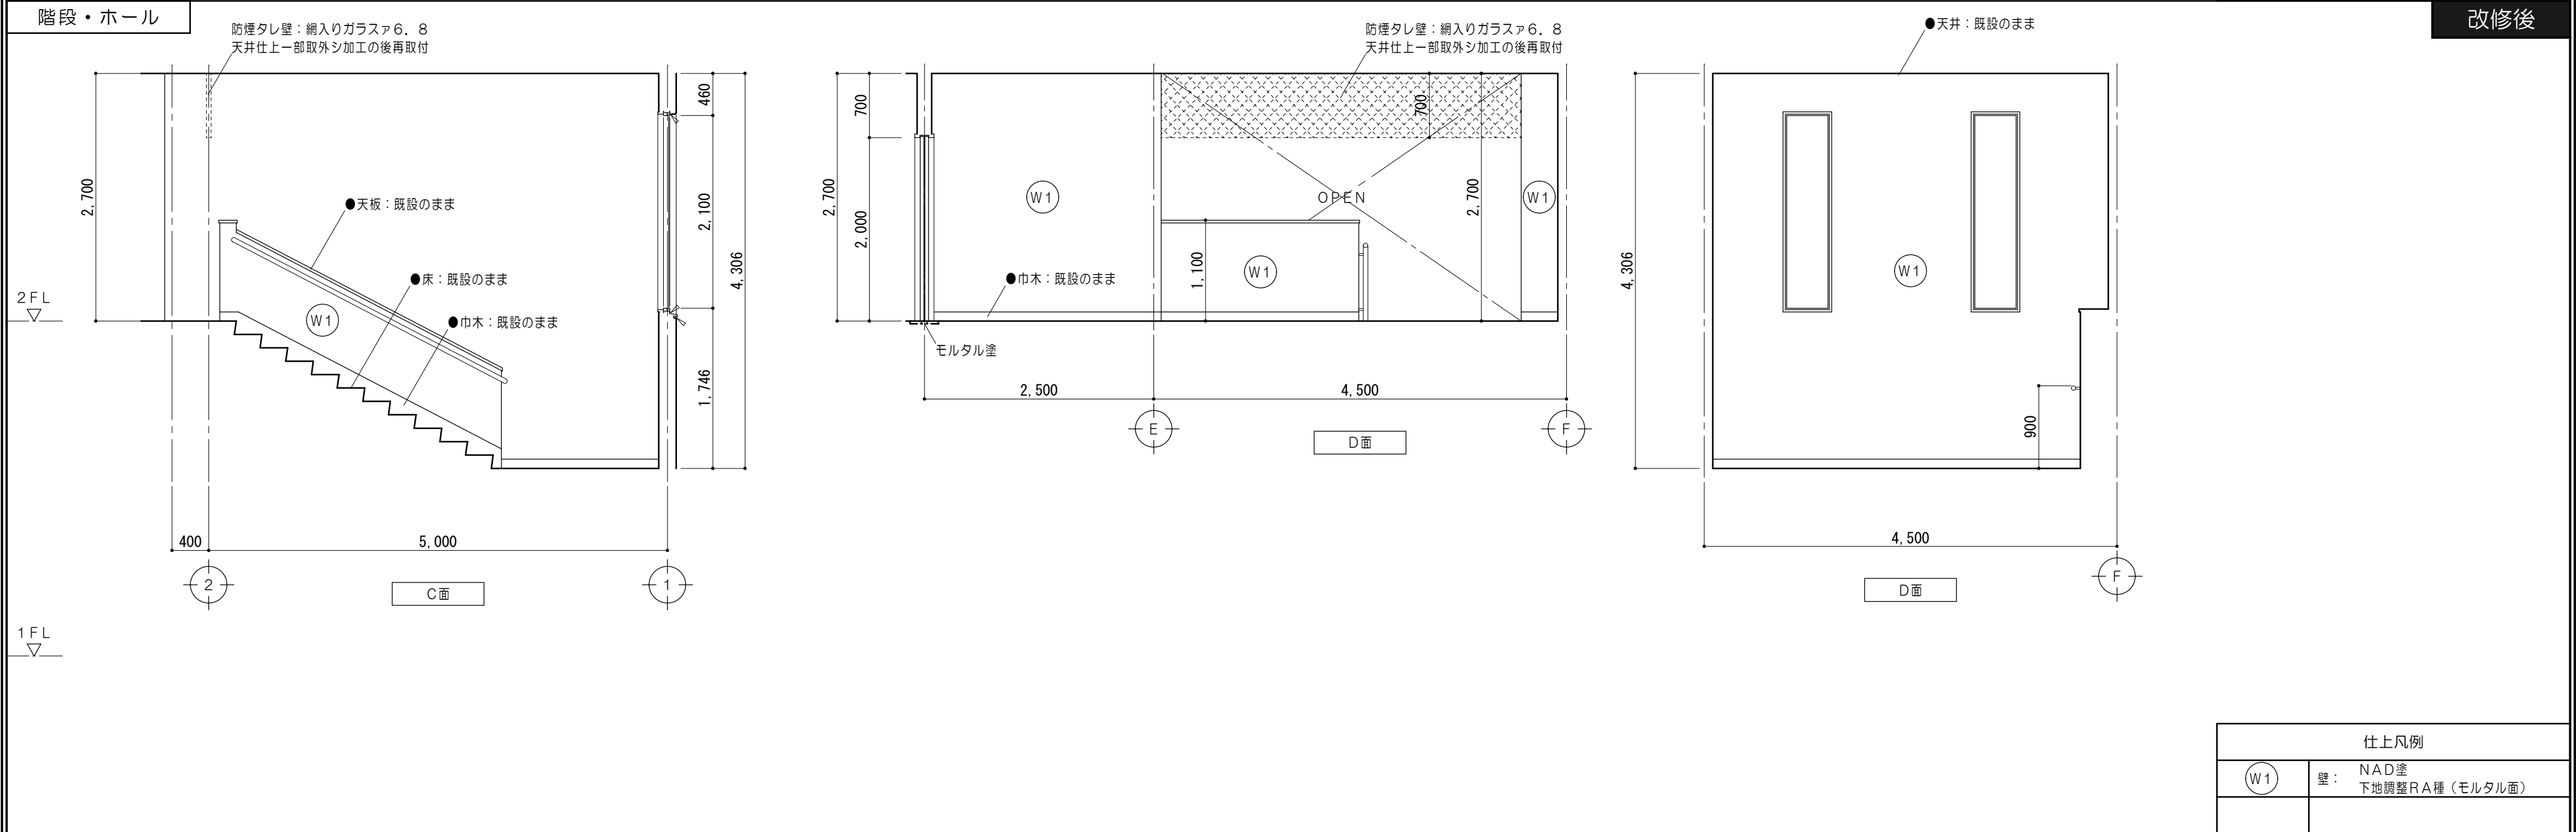 階段・ホール
改修後
防煙タレ壁：網入りガラスァ6．8
天井仕上一部取外シ加工の後再取付
2,700
460
2,100
4,306
1,746
●天板：既設のまま
●床：既設のまま
●巾木：既設のまま
W1
2FL
1FL
400
5,000
2
1
C面
防煙タレ壁：網入りガラスァ6．8
天井仕上一部取外シ加工の後再取付
2,700
700
2,000
W1
●巾木：既設のまま
モルタル塗
1,100
W1
OPEN
700
2,700
W1
2,500
4,500
E
F
D面
●天井：既設のまま
4,306
W1
900
4,500
F
D面
仕上凡例
W1
壁：
NAD塗
下地調整RA種（モルタル面）